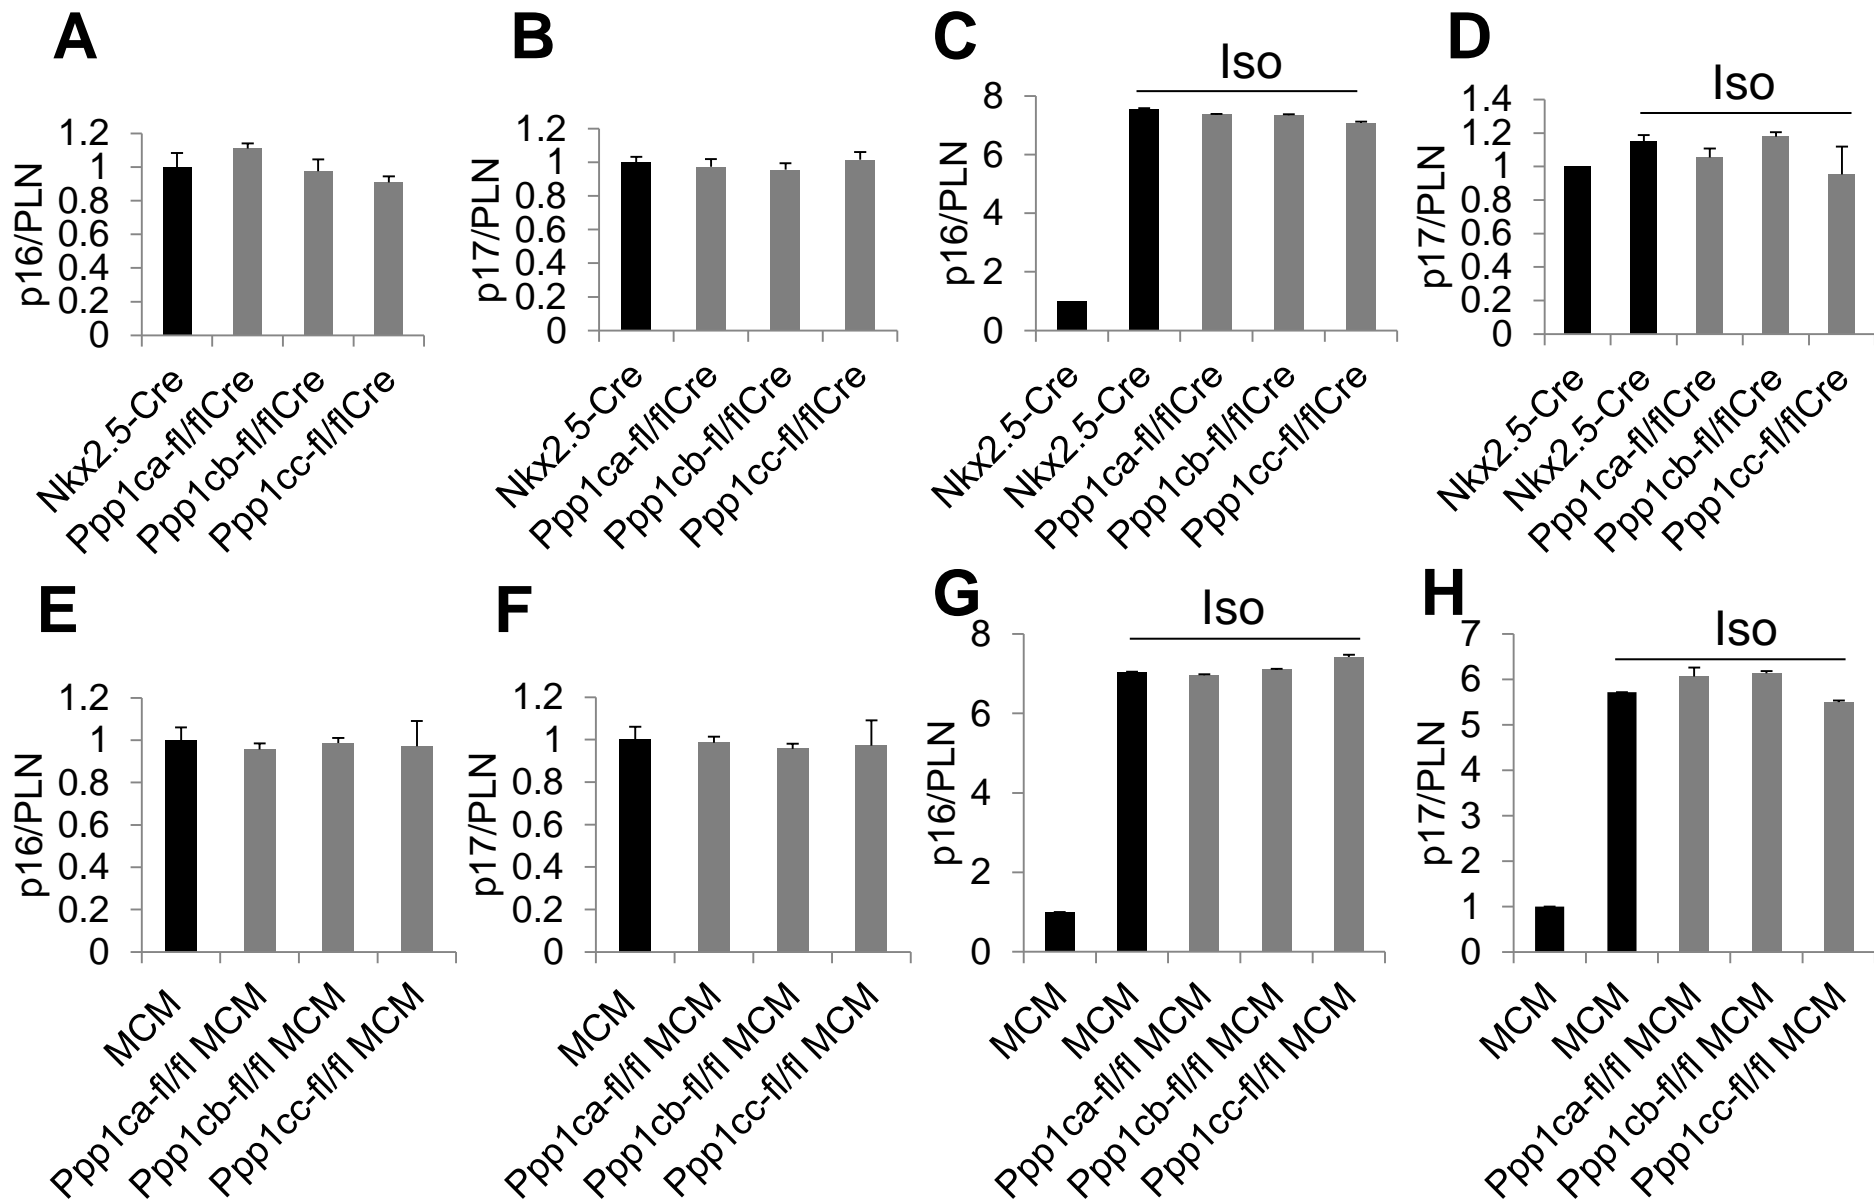 A
p16/PLN
1.2
1
0.8
0.6
0.4
0.2
0
Nkx2.5-Cre
Ppp1ca-fl/flCre
Ppp1cb-fl/flCre
Ppp1cc-fl/flCre
B
p17/PLN
1.2
1
0.8
0.6
0.4
0.2
0
Nkx2.5-Cre
Ppp1ca-fl/flCre
Ppp1cb-fl/flCre
Ppp1cc-fl/flCre
C
Iso
p16/PLN
8
6
4
2
0
Nkx2.5-Cre
Nkx2.5-Cre
Ppp1ca-fl/flCre
Ppp1cb-fl/flCre
Ppp1cc-fl/flCre
D
Iso
p17/PLN
1.4
1.2
1
0.8
0.6
0.4
0.2
0
Nkx2.5-Cre
Nkx2.5-Cre
Ppp1ca-fl/flCre
Ppp1cb-fl/flCre
Ppp1cc-fl/flCre
E
p16/PLN
1.2
1
0.8
0.6
0.4
0.2
0
MCM
Ppp1ca-fl/fl MCM
Ppp1cb-fl/fl MCM
Ppp1cc-fl/fl MCM
F
p17/PLN
1.2
1
0.8
0.6
0.4
0.2
0
MCM
Ppp1ca-fl/fl MCM
Ppp1cb-fl/fl MCM
Ppp1cc-fl/fl MCM
G
Iso
p16/PLN
8
6
4
2
0
MCM
MCM
Ppp1ca-fl/fl MCM
Ppp1cb-fl/fl MCM
Ppp1cc-fl/fl MCM
H
Iso
p17/PLN
7
6
5
4
3
2
1
0
MCM
MCM
Ppp1ca-fl/fl MCM
Ppp1cb-fl/fl MCM
Ppp1cc-fl/fl MCM